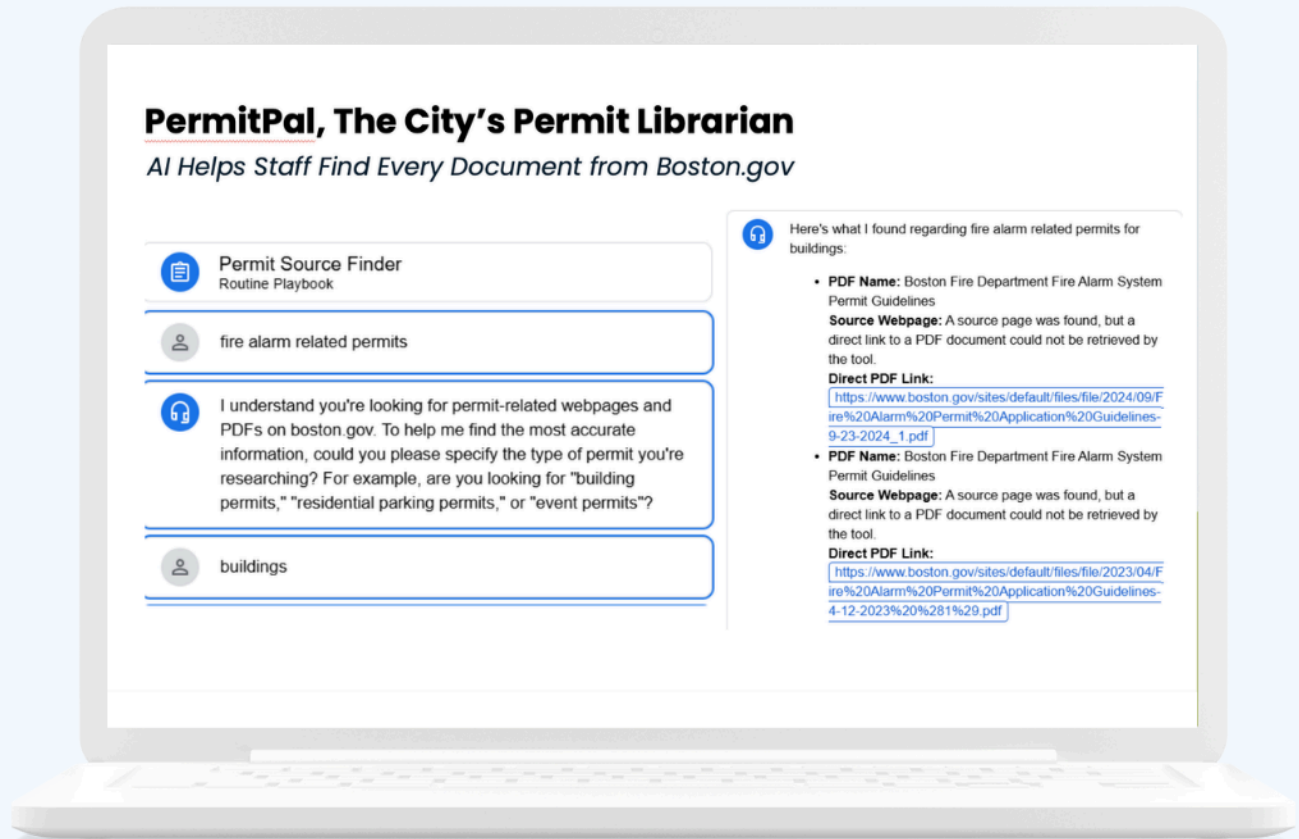 PermitPal, The City’s Permit Librarian
AI Helps Staff Find Every Document from Boston.gov
Permit Source Finder
Routine Playbook
fire alarm related permits
I understand you're looking for permit-related webpages and
PDFs on boston.gov. To help me find the most accurate
information, could you please specify the type of permit you're
researching? For example, are you looking for "building
permits," "residential parking permits," or "event permits"?
buildings
Here's what I found regarding fire alarm related permits for
buildings:
• PDF Name: Boston Fire Department Fire Alarm System
Permit Guidelines
Source Webpage: A source page was found, but a
direct link to a PDF document could not be retrieved by
the tool.
Direct PDF Link:
https://www.boston.gov/sites/default/files/file/2024/09/F
ire%20Alarm%20Permit%20Application%20Guidelines-
9-23-2024_1.pdf
• PDF Name: Boston Fire Department Fire Alarm System
Permit Guidelines
Source Webpage: A source page was found, but a
direct link to a PDF document could not be retrieved by
the tool.
Direct PDF Link:
https://www.boston.gov/sites/default/files/file/2023/04/F
ire%20Alarm%20Permit%20Application%20Guidelines-
4-12-2023%20%281%29.pdf